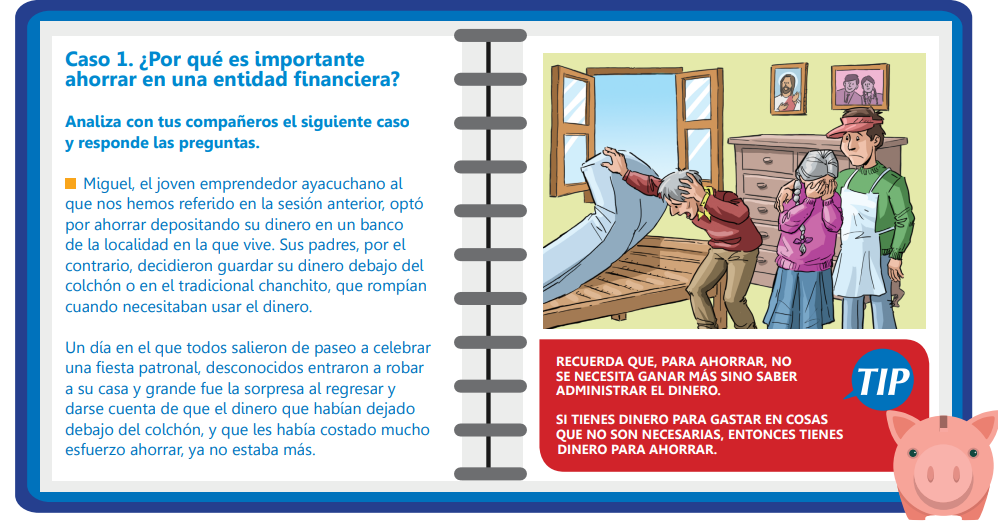 Caso 1. ¿Por qué es importante
ahorrar en una entidad financiera?
Analiza con tus compañeros el siguiente caso
y responde las preguntas.
Miguel, el joven emprendedor ayacuchano al
que nos hemos referido en la sesión anterior, optó
por ahorrar depositando su dinero en un banco
de la localidad en la que vive. Sus padres, por el
contrario, decidieron guardar su dinero debajo del
colchón o en el tradicional chanchito, que rompían
cuando necesitaban usar el dinero.
Un día en el que todos salieron de paseo a celebrar
una fiesta patronal, desconocidos entraron a robar
a su casa y grande fue la sorpresa al regresar y
darse cuenta de que el dinero que habían dejado
debajo del colchón, y que les había costado mucho
esfuerzo ahorrar, ya no estaba más.
RECUERDA QUE, PARA AHORRAR, NO
SE NECESITA GANAR MÁS SINO SABER
ADMINISTRAR EL DINERO.
TIP
SI TIENES DINERO PARA GASTAR EN COSAS
QUE NO SON NECESARIAS, ENTONCES TIENES
DINERO PARA AHORRAR.